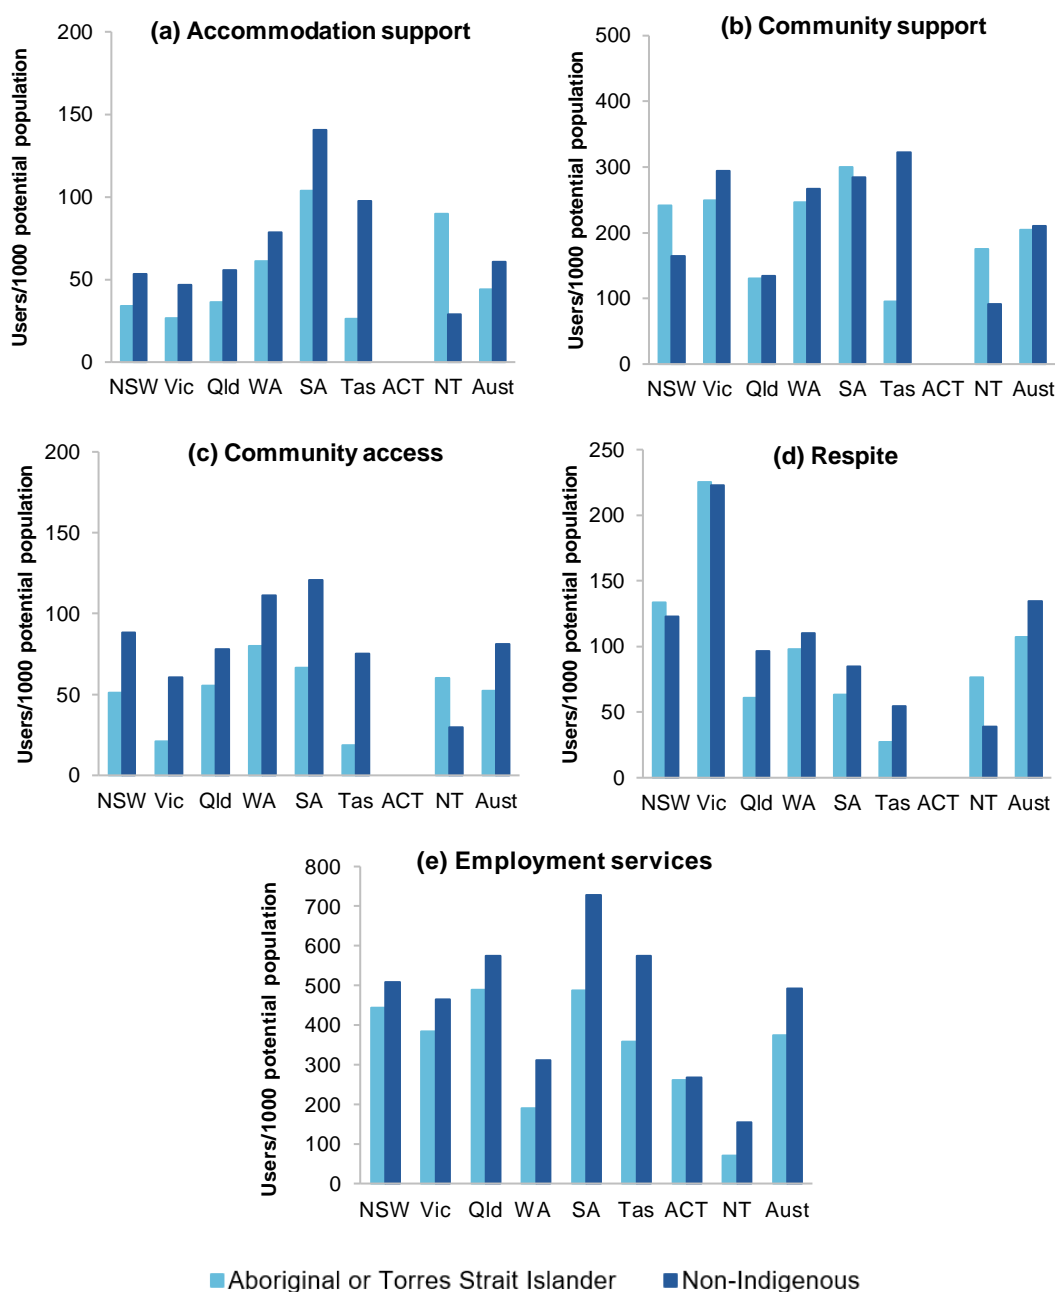 (a) Accommodation support
Users/1000 potential population
200
150
100
50
0
NSW Vic Qld WA SA Tas ACT NT Aust
(b) Community support
Users/1000 potential population
500
400
300
200
100
0
NSW Vic Qld WA SA Tas ACT NT Aust
(c) Community access
Users/1000 potential population
200
150
100
50
0
NSW Vic Qld WA SA Tas ACT NT Aust
(d) Respite
Users/1000 potential population
250
200
150
100
50
0
NSW Vic Qld WA SA Tas ACT NT Aust
(e) Employment services
Users/1000 potential population
800
700
600
500
400
300
200
100
0
NSW Vic Qld WA SA Tas ACT NT Aust
Aboriginal or Torres Strait Islander Non-Indigenous